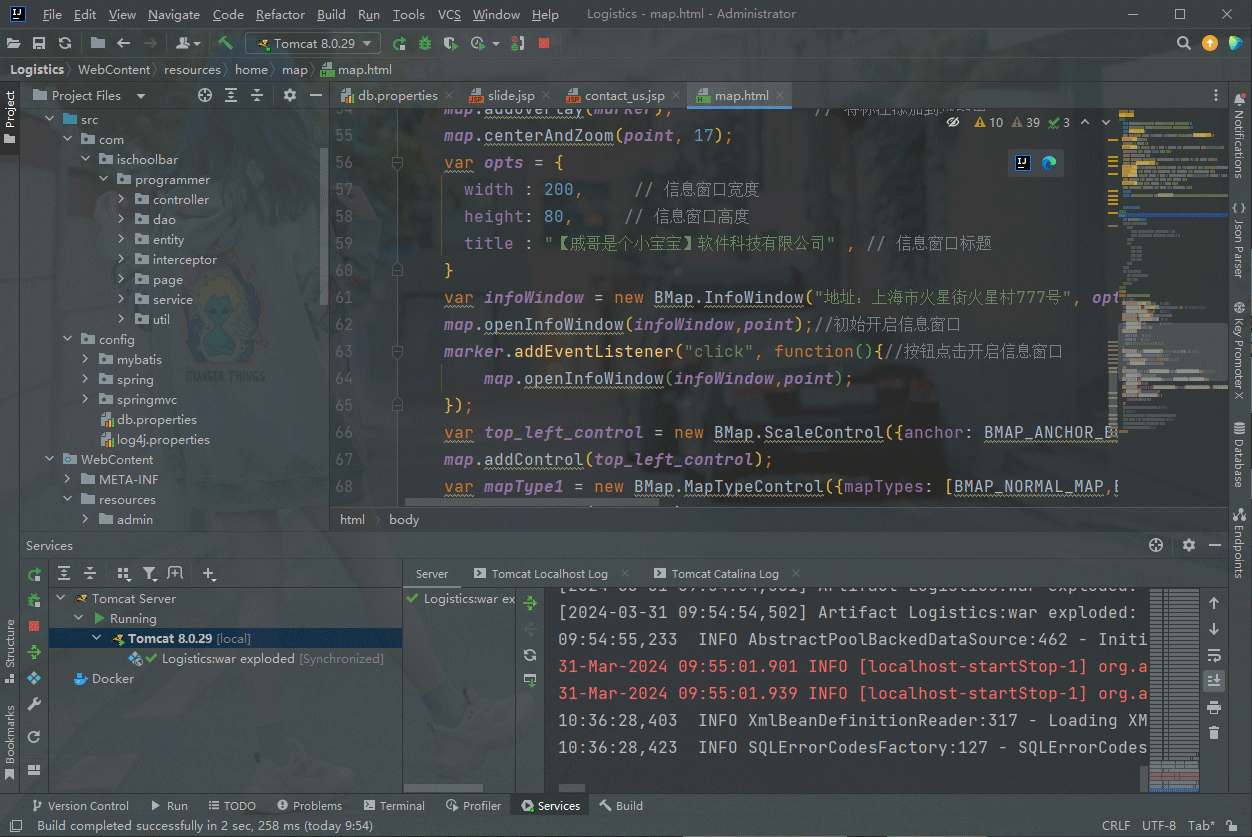 File Edit View Navigate Code Refactor Build Run Tools VCS Window Help Logistics - map.html - Administrator
Tomcat 8.0.29
Logistics WebContent resources home map map.html
Project Files
db.properties slide.jsp contact_us.jsp map.html
src
com
ischoolbar
programmer
controller
dao
entity
interceptor
page
service
util
config
mybatis
spring
springmvc
db.properties
log4j.properties
WebContent
META-INF
resources
admin
10 39 3
54 map.addOverlay(marker);
55 map.centerAndZoom(point, 17);
56 var opts = {
57 width : 200, // 信息窗口宽度
58 height: 80, // 信息窗口高度
59 title : "【戚哥是个小宝宝】软件科技有限公司" , // 信息窗口标题
60 }
61 var infoWindow = new BMap.InfoWindow("地址：上海市火星街火星村777号", opt
62 map.openInfoWindow(infoWindow,point);//初始开启信息窗口
63 marker.addEventListener("click", function(){//按钮点击开启信息窗口
64 map.openInfoWindow(infoWindow,point);
65 });
66 var top_left_control = new BMap.ScaleControl({anchor: BMAP_ANCHOR_B
67 map.addControl(top_left_control);
68 var mapType1 = new BMap.MapTypeControl({mapTypes: [BMAP_NORMAL_MAP,B
html body
Project
Structure
Bookmarks
Notifications
Json Parser
Key Promoter X
Database
Endpoints
STRANGER THINGS
Services
Server Tomcat Localhost Log Tomcat Catalina Log
Tomcat Server
Running
Tomcat 8.0.29 [local]
Logistics:war exploded [Synchronized]
Docker
Logistics:war ex
[2024-03-31 09:54:54,501] Artifact Logistics:war exploded:
[2024-03-31 09:54:54,502] Artifact Logistics:war exploded:
09:54:55,233 INFO AbstractPoolBackedDataSource:462 - Initi
31-Mar-2024 09:55:01.901 INFO [localhost-startStop-1] org.a
31-Mar-2024 09:55:01.939 INFO [localhost-startStop-1] org.a
10:36:28,403 INFO XmlBeanDefinitionReader:317 - Loading XM
10:36:28,423 INFO SQLErrorCodesFactory:127 - SQLErrorCodes
Version Control Run TODO Problems Terminal Profiler Services Build
Build completed successfully in 2 sec, 258 ms (today 9:54) CRLF UTF-8 Tab*